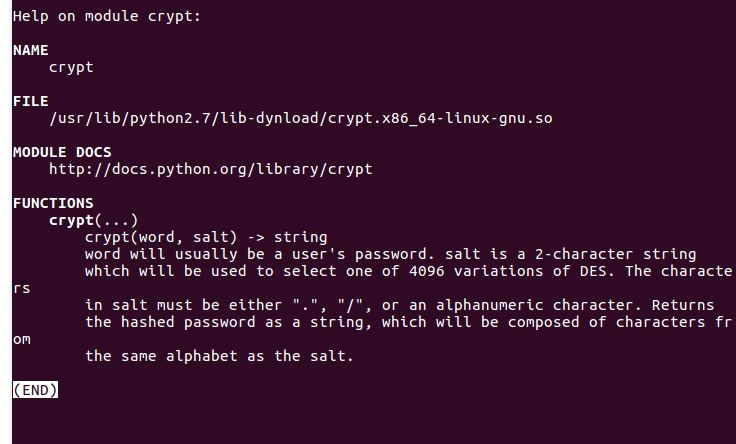 Help on module crypt:
NAME
crypt
FILE
/usr/lib/python2.7/lib-dynload/crypt.x86_64-linux-gnu.so
MODULE DOCS
http://docs.python.org/library/crypt
FUNCTIONS
crypt(...)
crypt(word, salt) -> string
word will usually be a user's password. salt is a 2-character string
which will be used to select one of 4096 variations of DES. The characte
rs
in salt must be either ".", "/", or an alphanumeric character. Returns
the hashed password as a string, which will be composed of characters fr
om
the same alphabet as the salt.
(END)